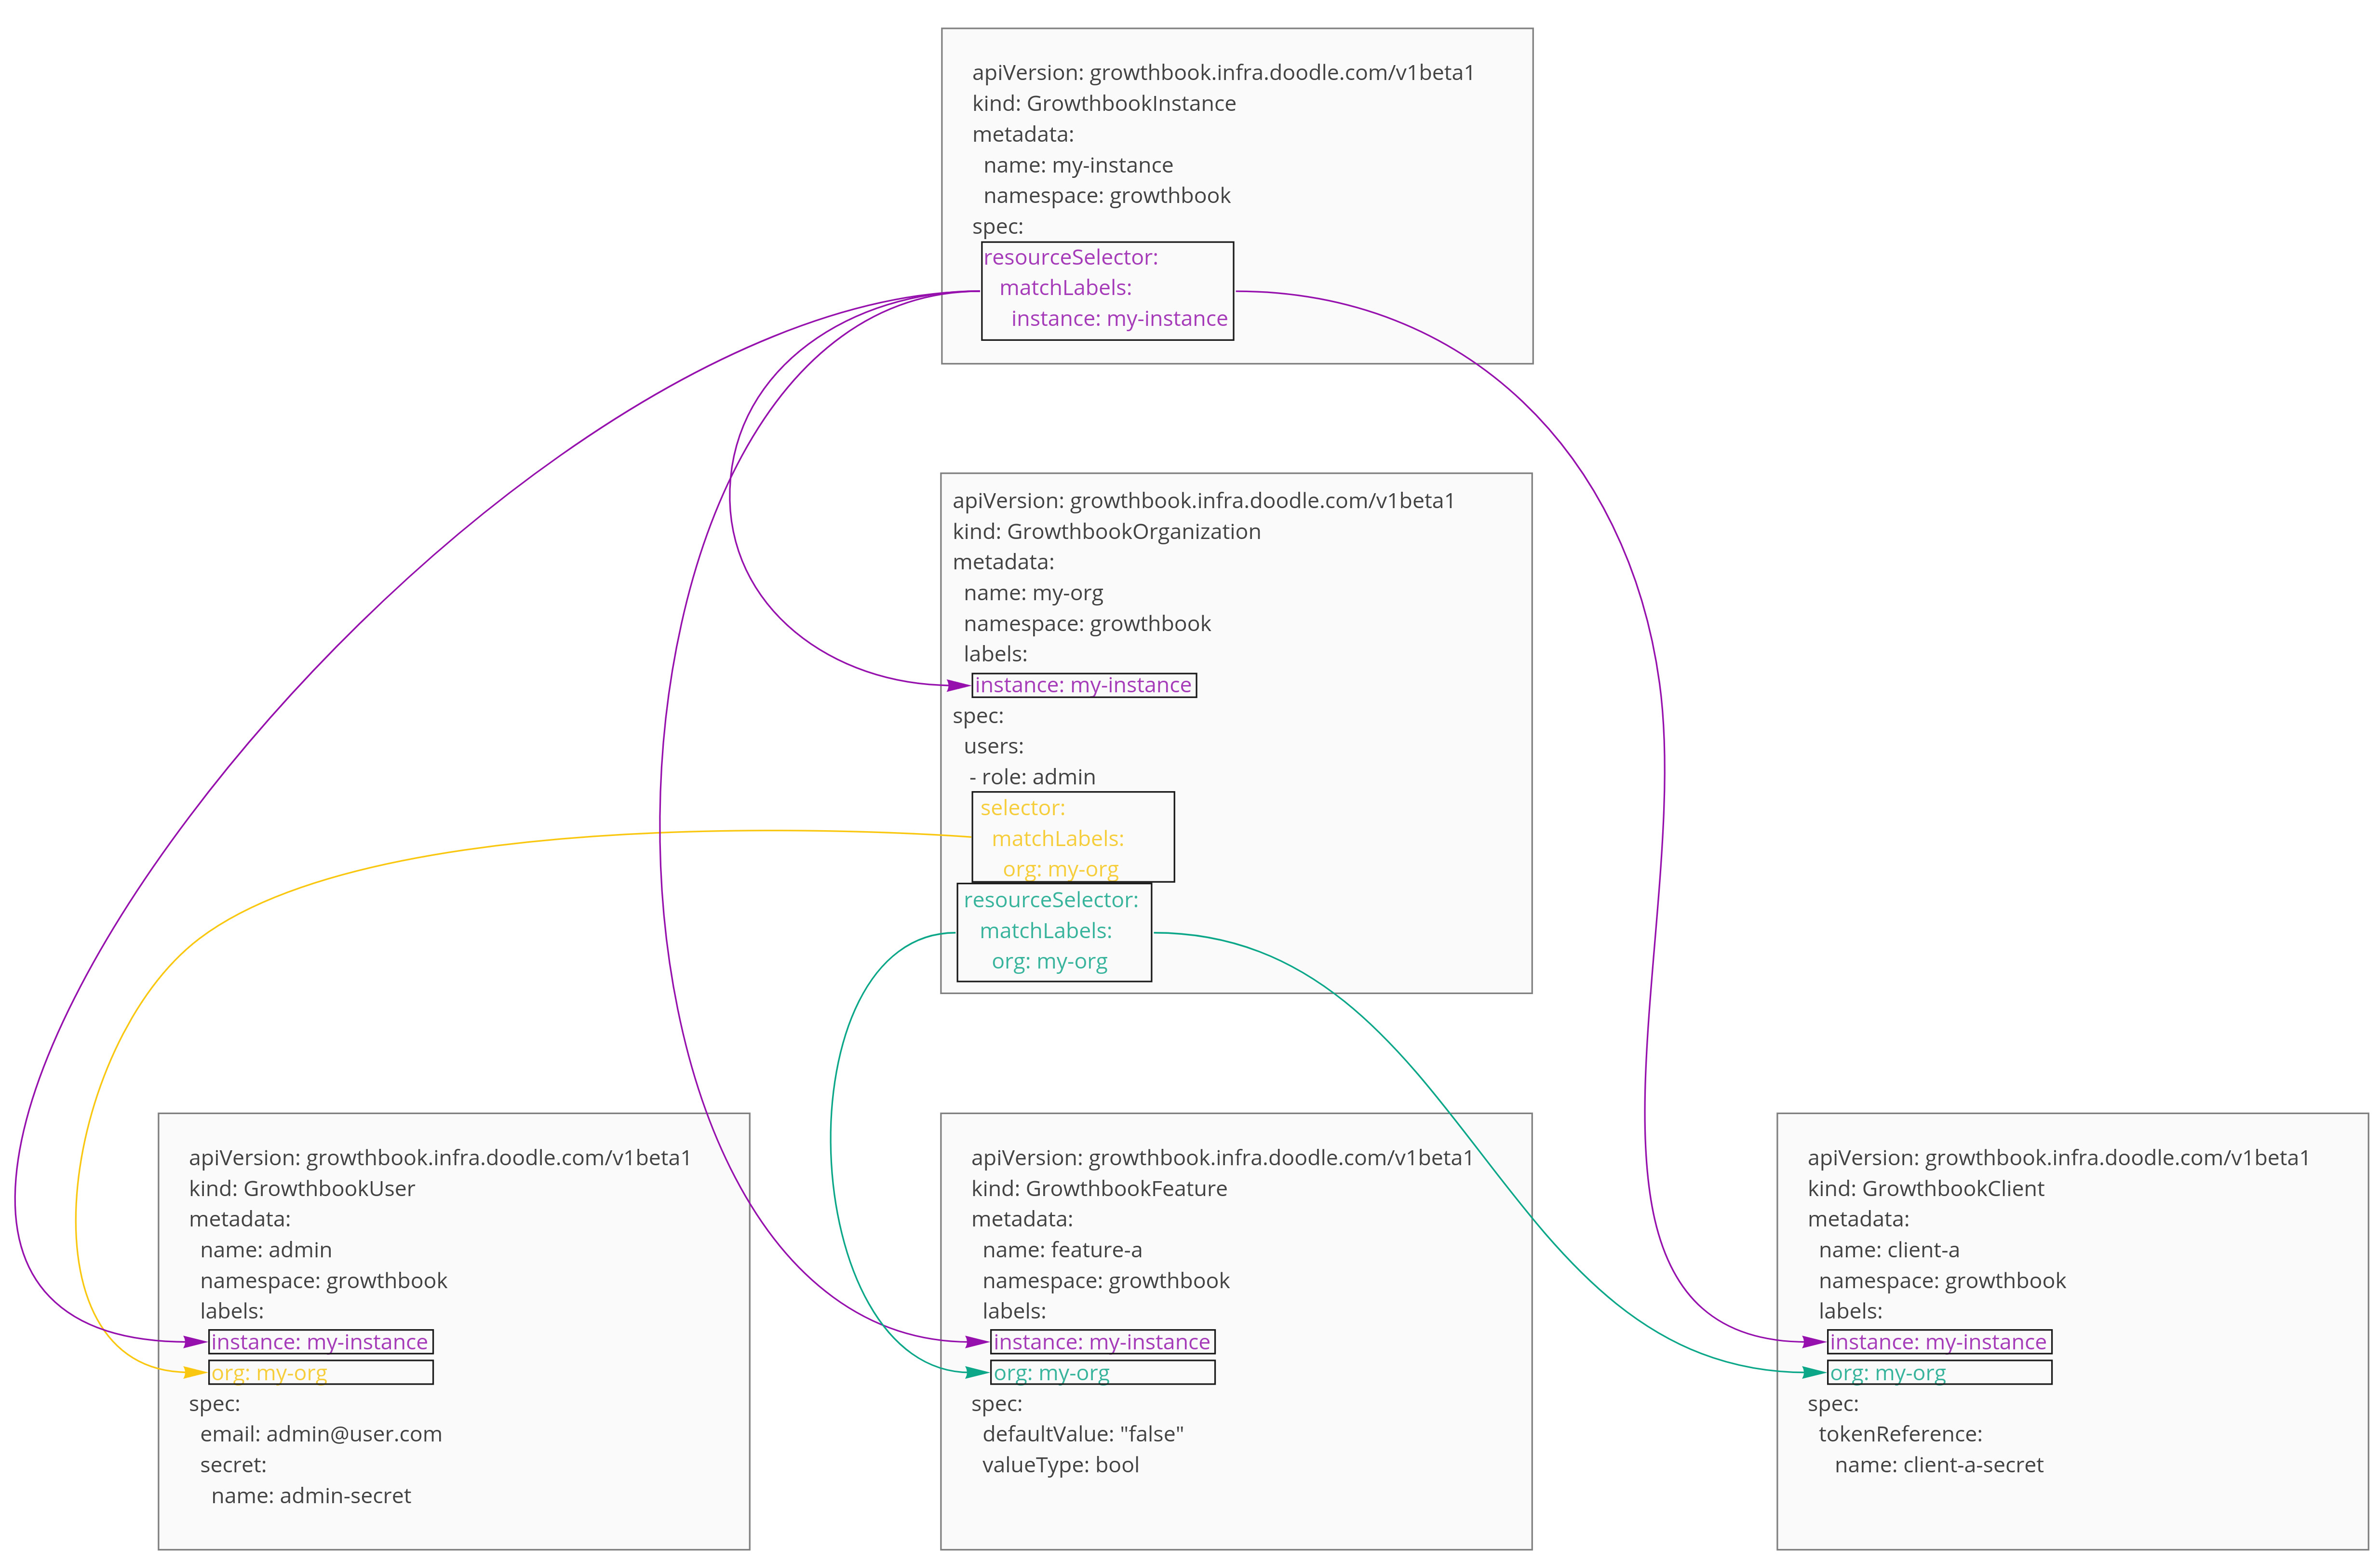 apiVersion: growthbook.infra.doodle.com/v1beta1
kind: GrowthbookInstance
metadata:
  name: my-instance
  namespace: growthbook
spec:
  resourceSelector:
    matchLabels:
      instance: my-instance
apiVersion: growthbook.infra.doodle.com/v1beta1
kind: GrowthbookOrganization
metadata:
  name: my-org
  namespace: growthbook
  labels:
    instance: my-instance
spec:
  users:
   - role: admin
     selector:
       matchLabels:
         org: my-org
  resourceSelector:
    matchLabels:
      org: my-org
apiVersion: growthbook.infra.doodle.com/v1beta1
kind: GrowthbookUser
metadata:
  name: admin
  namespace: growthbook
  labels:
    instance: my-instance
    org: my-org
spec:
  email: admin@user.com
  secret:
    name: admin-secret
apiVersion: growthbook.infra.doodle.com/v1beta1
kind: GrowthbookFeature
metadata:
  name: feature-a
  namespace: growthbook
  labels:
    instance: my-instance
    org: my-org
spec:
  defaultValue: "false"
  valueType: bool
apiVersion: growthbook.infra.doodle.com/v1beta1
kind: GrowthbookClient
metadata:
  name: client-a
  namespace: growthbook
  labels:
    instance: my-instance
    org: my-org
spec:
  tokenReference:
    name: client-a-secret